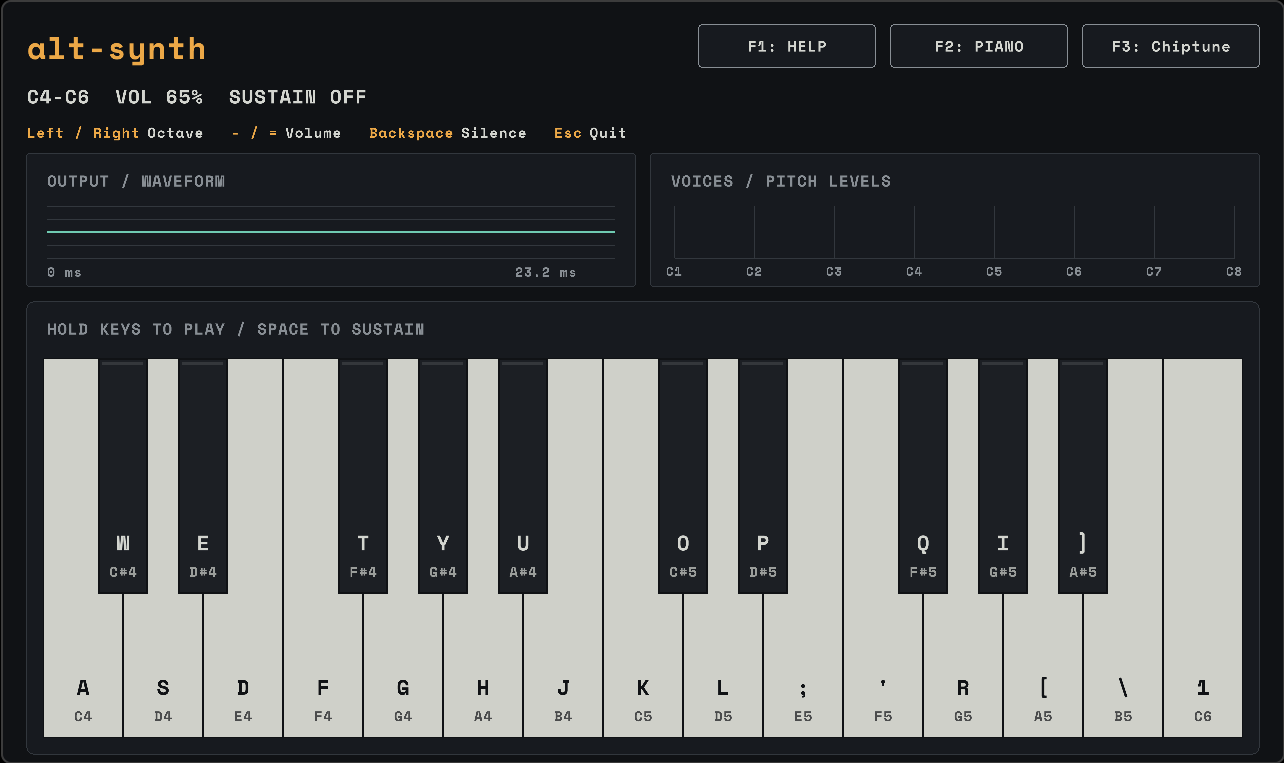 alt-synth
F1: HELP
F2: PIANO
F3: Chiptune
C4-C6 VOL 65% SUSTAIN OFF
Left / Right Octave - / = Volume Backspace Silence Esc Quit
OUTPUT / WAVEFORM
0 ms 23.2 ms
VOICES / PITCH LEVELS
C1 C2 C3 C4 C5 C6 C7 C8
HOLD KEYS TO PLAY / SPACE TO SUSTAIN
W E T Y U O P Q I ]
C#4 D#4 F#4 G#4 A#4 C#5 D#5 F#5 G#5 A#5
A S D F G H J K L ; ' R [ \ 1
C4 D4 E4 F4 G4 A4 B4 C5 D5 E5 F5 G5 A5 B5 C6